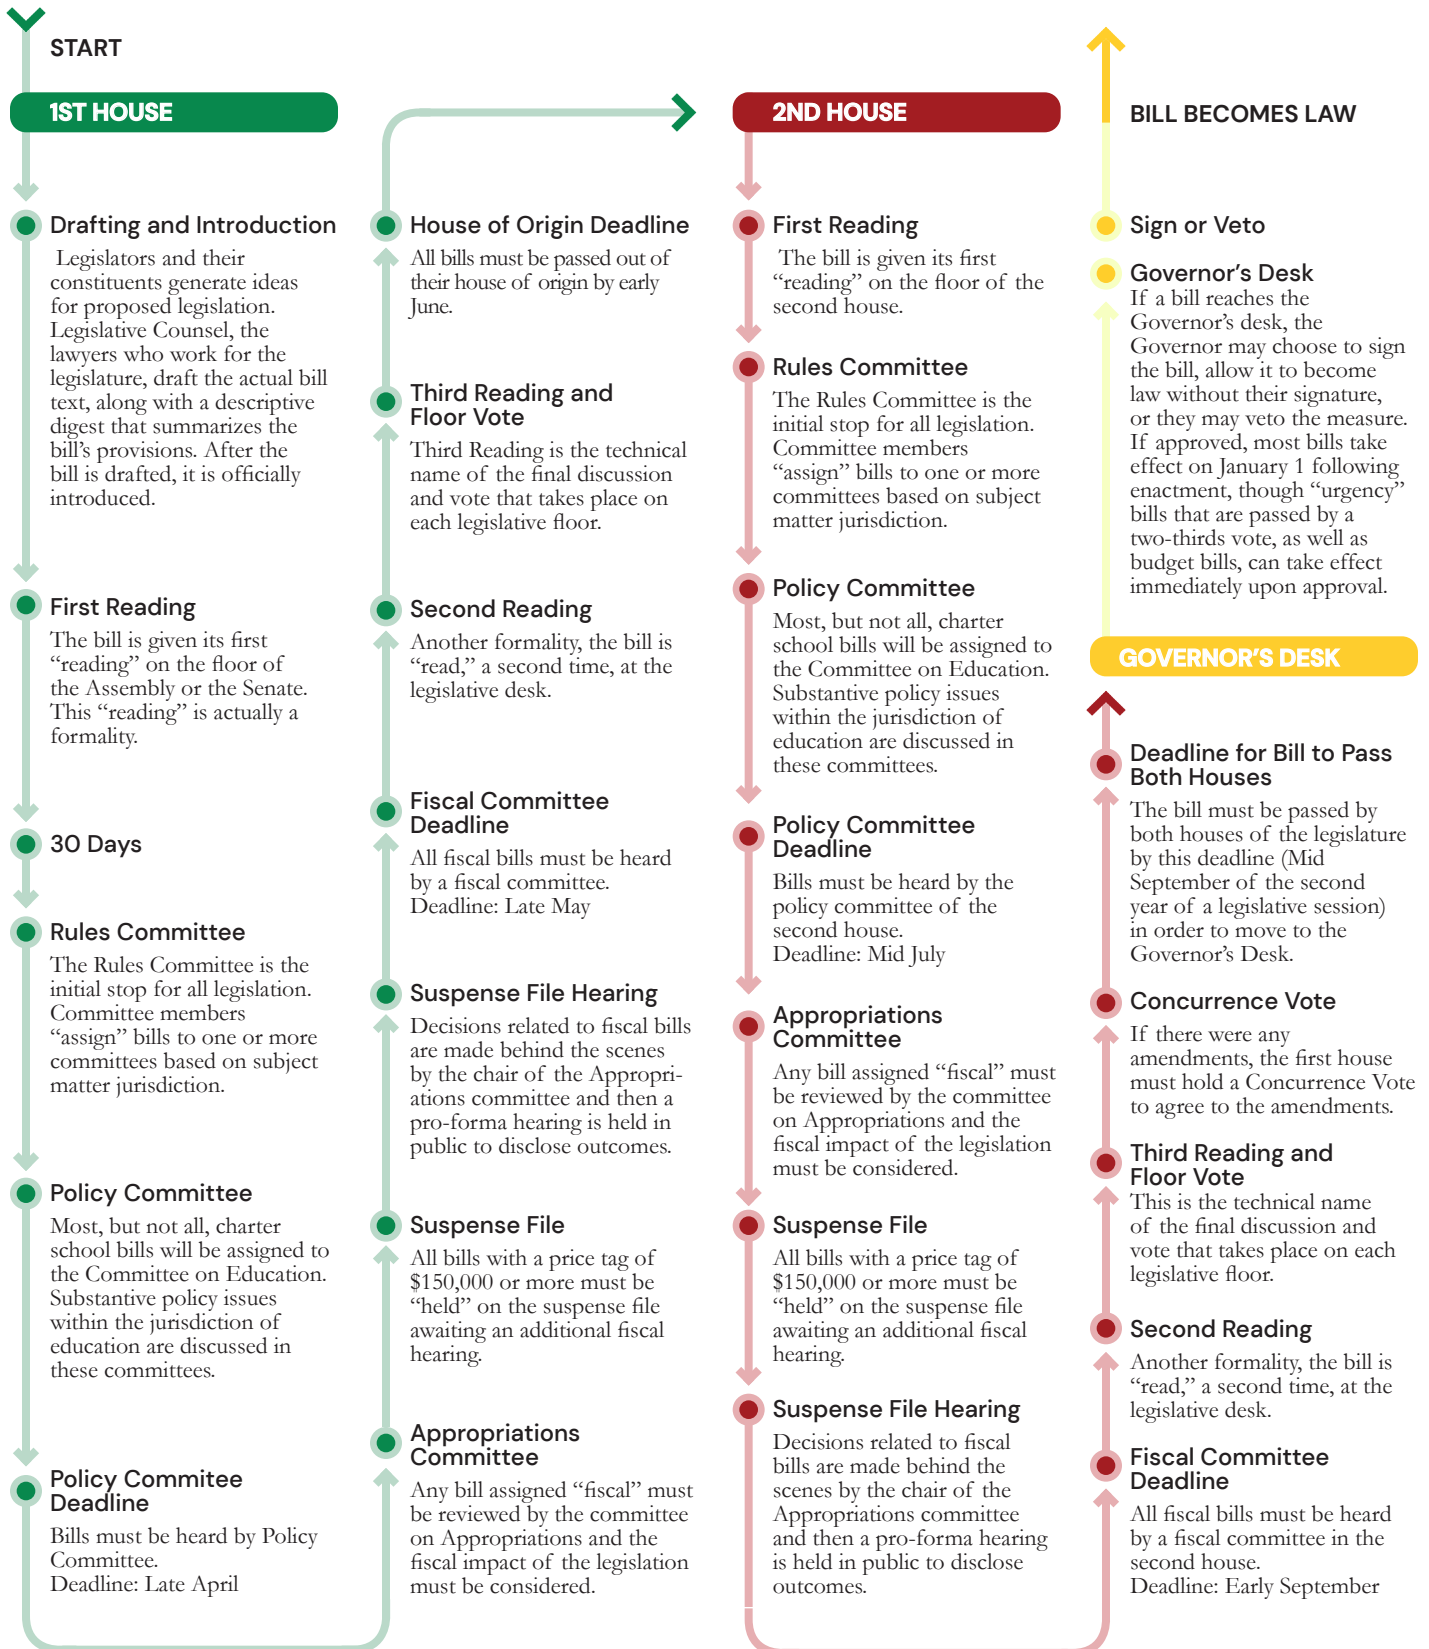 START
1ST HOUSE
Drafting and Introduction
Legislators and their
constituents generate ideas
for proposed legislation.
Legislative Counsel, the
lawyers who work for the
legislature, draft the actual bill
text, along with a descriptive
digest that summarizes the
bill's provisions. After the
bill is drafted, it is officially
introduced.
First Reading
The bill is given its first
“reading” on the floor of
the Assembly or the Senate.
This “reading” is actually a
formality.
30 Days
Rules Committee
The Rules Committee is the
initial stop for all legislation.
Committee members
“assign” bills to one or more
committees based on subject
matter jurisdiction.
Policy Committee
Most, but not all, charter
school bills will be assigned to
the Committee on Education.
Substantive policy issues
within the jurisdiction of
education are discussed in
these committees.
Policy Commitee
Deadline
Bills must be heard by Policy
Committee.
Deadline: Late April
Appropriations
Committee
Any bill assigned “fiscal” must
be reviewed by the committee
on Appropriations and the
fiscal impact of the legislation
must be considered.
Suspense File
All bills with a price tag of
$150,000 or more must be
“held” on the suspense file
awaiting an additional fiscal
hearing.
Suspense File Hearing
Decisions related to fiscal bills
are made behind the scenes
by the chair of the Appropri-
ations committee and then a
pro-forma hearing is held in
public to disclose outcomes.
Fiscal Committee
Deadline
All fiscal bills must be heard
by a fiscal committee.
Deadline: Late May
Second Reading
Another formality, the bill is
“read,” a second time, at the
legislative desk.
Third Reading and
Floor Vote
Third Reading is the technical
name of the final discussion
and vote that takes place on
each legislative floor.
House of Origin Deadline
All bills must be passed out of
their house of origin by early
June.
2ND HOUSE
First Reading
The bill is given its first
“reading” on the floor of the
second house.
Rules Committee
The Rules Committee is the
initial stop for all legislation.
Committee members
“assign” bills to one or more
committees based on subject
matter jurisdiction.
Policy Committee
Most, but not all, charter
school bills will be assigned to
the Committee on Education.
Substantive policy issues
within the jurisdiction of
education are discussed in
these committees.
Policy Committee
Deadline
Bills must be heard by the
policy committee of the
second house.
Deadline: Mid July
Appropriations
Committee
Any bill assigned “fiscal” must
be reviewed by the committee
on Appropriations and the
fiscal impact of the legislation
must be considered.
Suspense File
All bills with a price tag of
$150,000 or more must be
“held” on the suspense file
awaiting an additional fiscal
hearing.
Suspense File Hearing
Decisions related to fiscal
bills are made behind the
scenes by the chair of the
Appropriations committee
and then a pro-forma hearing
is held in public to disclose
outcomes.
Fiscal Committee
Deadline
All fiscal bills must be heard
by a fiscal committee in the
second house.
Deadline: Early September
Second Reading
Another formality, the bill is
“read,” a second time, at the
legislative desk.
Third Reading and
Floor Vote
This is the technical name
of the final discussion and
vote that takes place on each
legislative floor.
Concurrence Vote
If there were any
amendments, the first house
must hold a Concurrence Vote
to agree to the amendments.
Deadline for Bill to Pass
Both Houses
The bill must be passed by
both houses of the legislature
by this deadline (Mid
September of the second
year of a legislative session)
in order to move to the
Governor's Desk.
GOVERNOR'S DESK
Governor's Desk
If a bill reaches the
Governor's desk, the
Governor may choose to sign
the bill, allow it to become
law without their signature,
or they may veto the measure.
If approved, most bills take
effect on January 1 following
enactment, though “urgency”
bills that are passed by a
two-thirds vote, as well as
budget bills, can take effect
immediately upon approval.
Sign or Veto
BILL BECOMES LAW